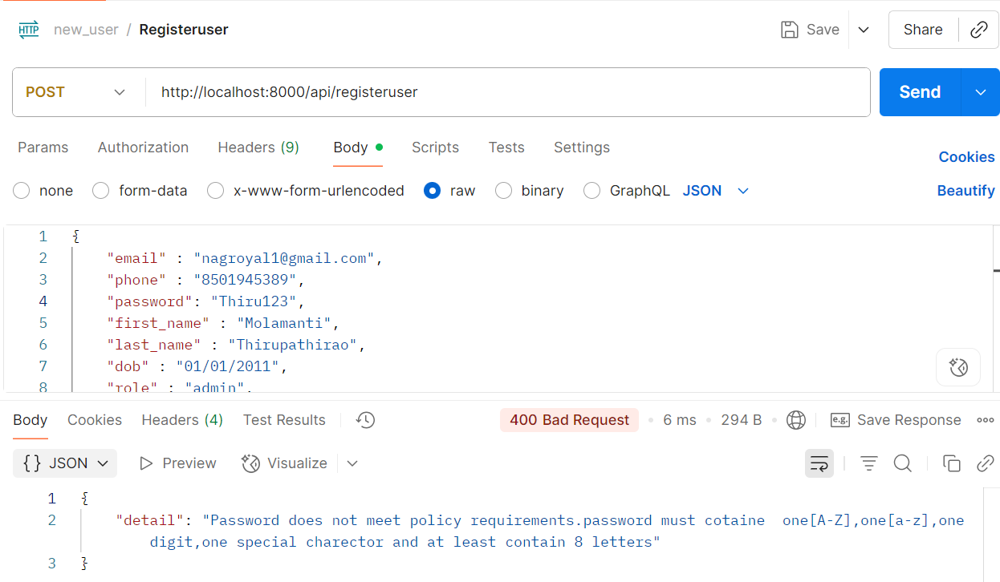 HTTP new_user / Registeruser Save Share
POST http://localhost:8000/api/registeruser Send
Params Authorization Headers (9) Body Scripts Tests Settings Cookies
none form-data x-www-form-urlencoded raw binary GraphQL JSON Beautify
1 {
2 "email" : "nagroyal1@gmail.com",
3 "phone" : "8501945389",
4 "password": "Thiru123",
5 "first_name" : "Molamanti",
6 "last_name" : "Thirupathirao",
7 "dob" : "01/01/2011",
8 "role" : "admin",
Body Cookies Headers (4) Test Results 400 Bad Request 6 ms 294 B e.g. Save Response
{} JSON Preview Visualize
1 {
2 "detail": "Password does not meet policy requirements.password must cotaine  one[A-Z],one[a-z],one
digit,one special charector and at least contain 8 letters"
3 }